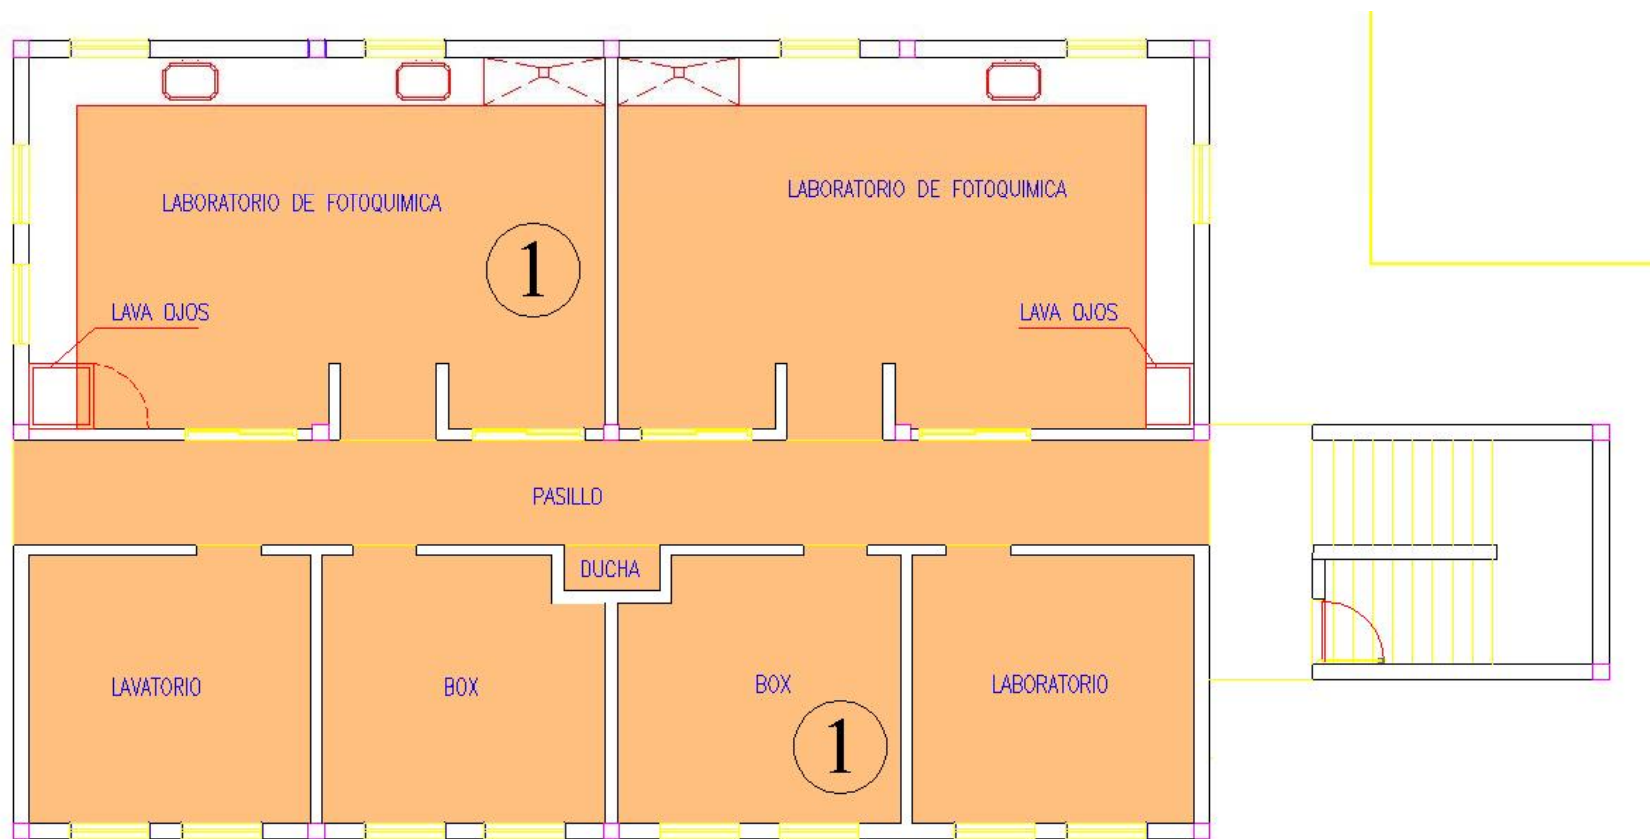 LABORATORIO DE FOTOQUIMICA
LABORATORIO DE FOTOQUIMICA
1
LAVA OJOS
LAVA OJOS
PASILLO
DUCHA
LAVATORIO
BOX
BOX
LABORATORIO
1